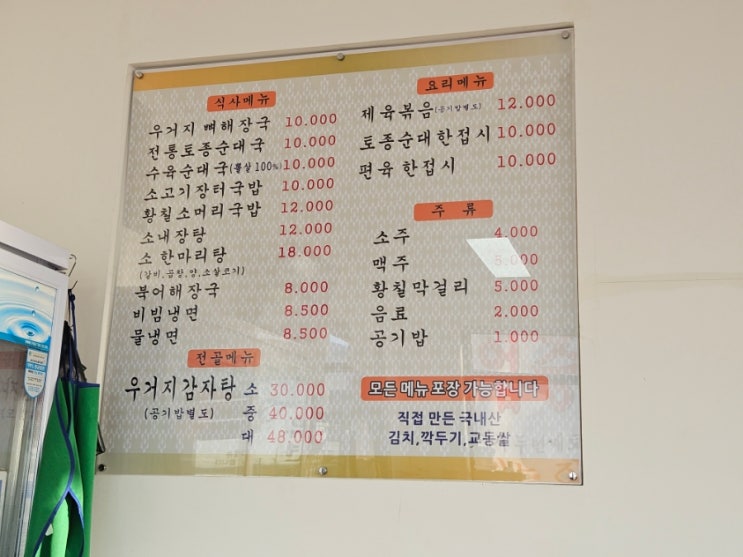 식사메뉴
우거지 뼈해장국 10.000
전통토종순대국 10.000
수육순대국(뽈살 100%) 10.000
소고기장터국밥 10.000
황칠소머리국밥 12.000
소내장탕 12.000
소 한마리탕 18.000
(갈비,곱창,양,소살고기)
북어해장국 8.000
비빔냉면 8.500
물냉면 8.500
전골메뉴
우거지감자탕 소 30.000
(공기밥별도) 중 40.000
대 48.000
요리메뉴
제육볶음(공기밥별도) 12.000
토종순대한접시 10.000
편육한접시 10.000
주 류
소주 4.000
맥주 5.000
황칠막걸리 5.000
음료 2.000
공기밥 1.000
모든 메뉴 포장 가능합니다
직접 만든 국내산
김치,깍두기,교동쌀